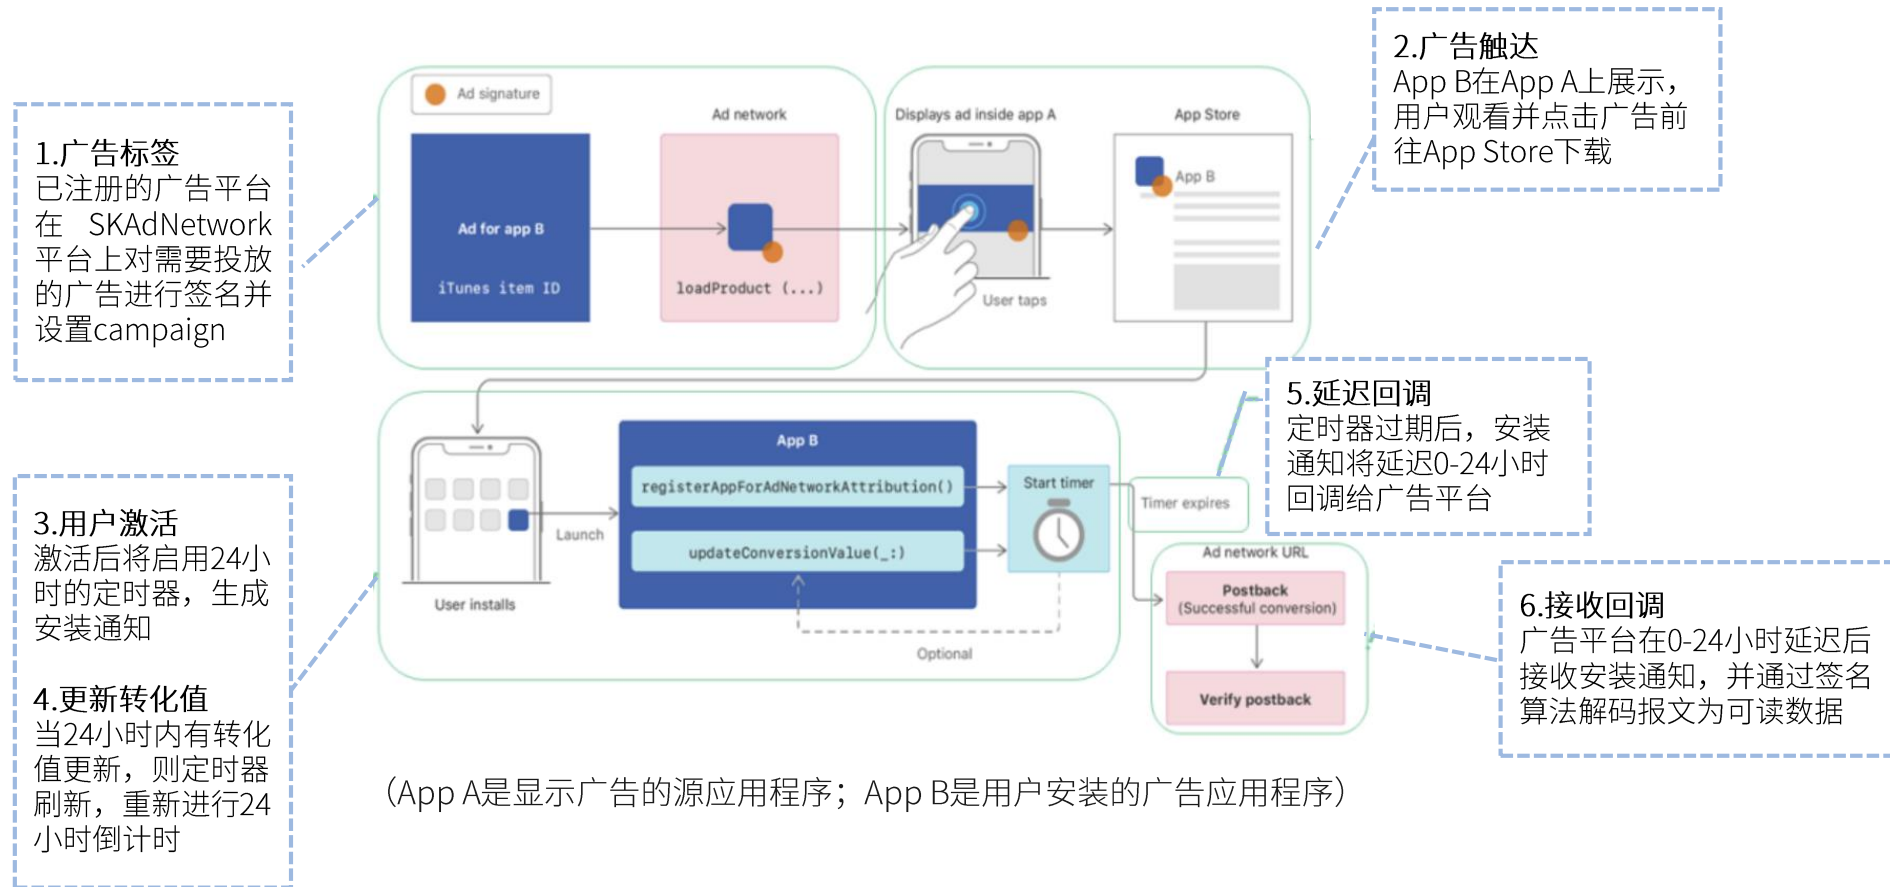 1.广告标签
已注册的广告平台
在 SKAdNetwork
平台上对需要投放
的广告进行签名并
设置campaign
Ad signature
Ad for app B
iTunes item ID
Ad network
loadProduct (...)
Displays ad inside app A
User taps
App Store
App B
2.广告触达
App B在App A上展示，
用户观看并点击广告前
往App Store下载
3.用户激活
激活后将启用24小
时的定时器，生成
安装通知
4.更新转化值
当24小时内有转化
值更新，则定时器
刷新，重新进行24
小时倒计时
User installs
Launch
App B
registerAppForAdNetworkAttribution()
updateConversionValue(_:)
Start timer
Optional
Timer expires
5.延迟回调
定时器过期后，安装
通知将延迟0-24小时
回调给广告平台
Ad network URL
Postback
(Successful conversion)
Verify postback
6.接收回调
广告平台在0-24小时延迟后
接收安装通知，并通过签名
算法解码报文为可读数据
（App A是显示广告的源应用程序；App B是用户安装的广告应用程序）